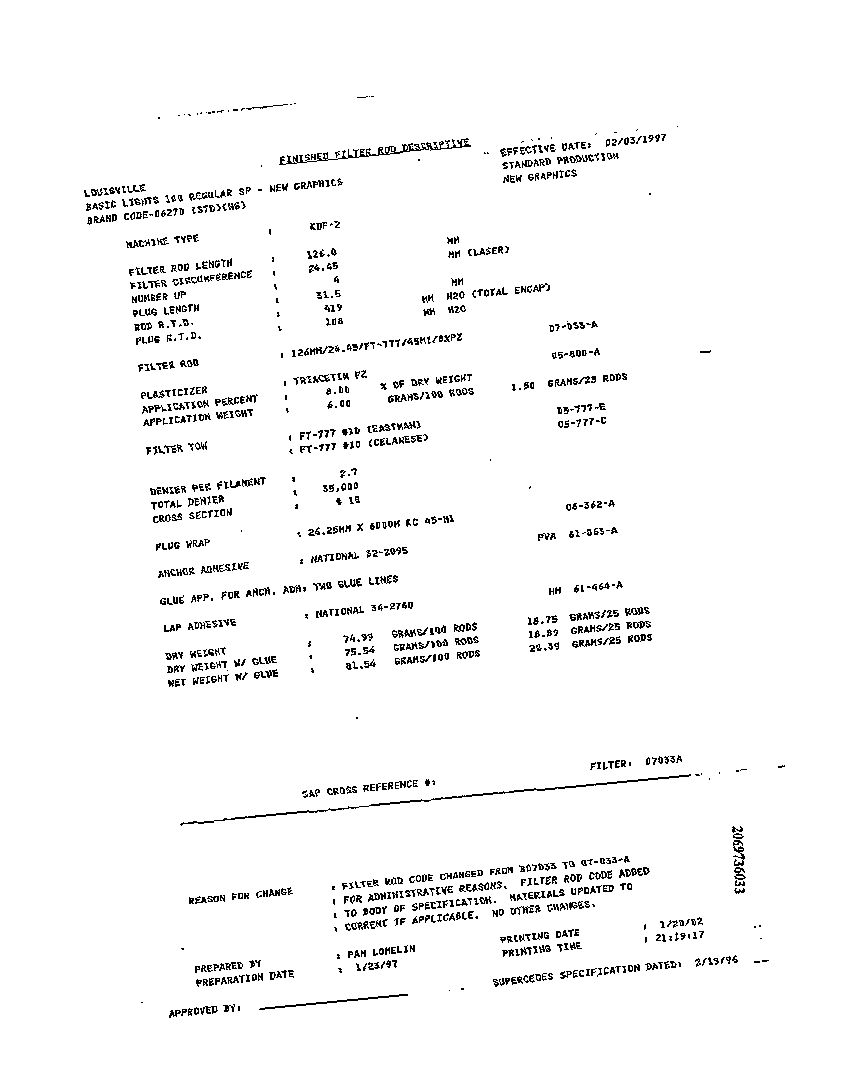 FINISHED FILTER ROD DESCRIPTIVE
EFFECTIVE DATE: 02/03/1997
STANDARD PRODUCTION
NEW GRAPHICS
LOUISVILLE
BASIC LIGHTS 100 REGULAR SP - NEW GRAPHICS
BRAND CODE-06270 (STD)(NG)
MACHINE TYPE : KDF-2
FILTER ROD LENGTH : 126.0 MM
FILTER CIRCUMFERENCE : 24.45 MM (LASER)
NUMBER UP : 4
PLUG LENGTH : 31.5 MM
ROD R.T.D. : 419 MM H2O (TOTAL ENCAP)
PLUG R.T.D. : 108 MM H2O
FILTER ROD : 126MM/24.45/FT-777/45MI/8XPZ 07-033-A
PLASTICIZER : TRIACETIN PZ 05-800-A
APPLICATION PERCENT : 8.00 % OF DRY WEIGHT
APPLICATION WEIGHT : 6.00 GRAMS/100 RODS 1.50 GRAMS/25 RODS
FILTER TOW : FT-777 #10 (EASTMAN) 05-777-E
: FT-777 #10 (CELANESE) 05-777-C
DENIER PER FILAMENT : 2.7
TOTAL DENIER : 35,000
CROSS SECTION : # 10
PLUG WRAP : 26.25MM X 6000M RC 45-HI 06-362-A
ANCHOR ADHESIVE : NATIONAL 32-2095 PVA 61-063-A
GLUE APP. FOR ANCH. ADH: TWO GLUE LINES
LAP ADHESIVE : NATIONAL 34-2760 HM 61-464-A
DRY WEIGHT : 74.99 GRAMS/100 RODS 18.75 GRAMS/25 RODS
DRY WEIGHT W/ GLUE : 75.54 GRAMS/100 RODS 18.89 GRAMS/25 RODS
WET WEIGHT W/ GLUE : 81.54 GRAMS/100 RODS 20.39 GRAMS/25 RODS
FILTER: 07033A
SAP CROSS REFERENCE #:
2069736033
REASON FOR CHANGE : FILTER ROD CODE CHANGED FROM 307033 TO 07-033-A
: FOR ADMINISTRATIVE REASONS. FILTER ROD CODE ADDED
: TO BODY OF SPECIFICATION. MATERIALS UPDATED TO
: CURRENT IF APPLICABLE. NO OTHER CHANGES.
PREPARED BY : PAM LOMELIN PRINTING DATE : 1/20/02
PREPARATION DATE : 1/23/97 PRINTING TIME : 21:19:17
APPROVED BY: SUPERCEDES SPECIFICATION DATED: 2/19/96